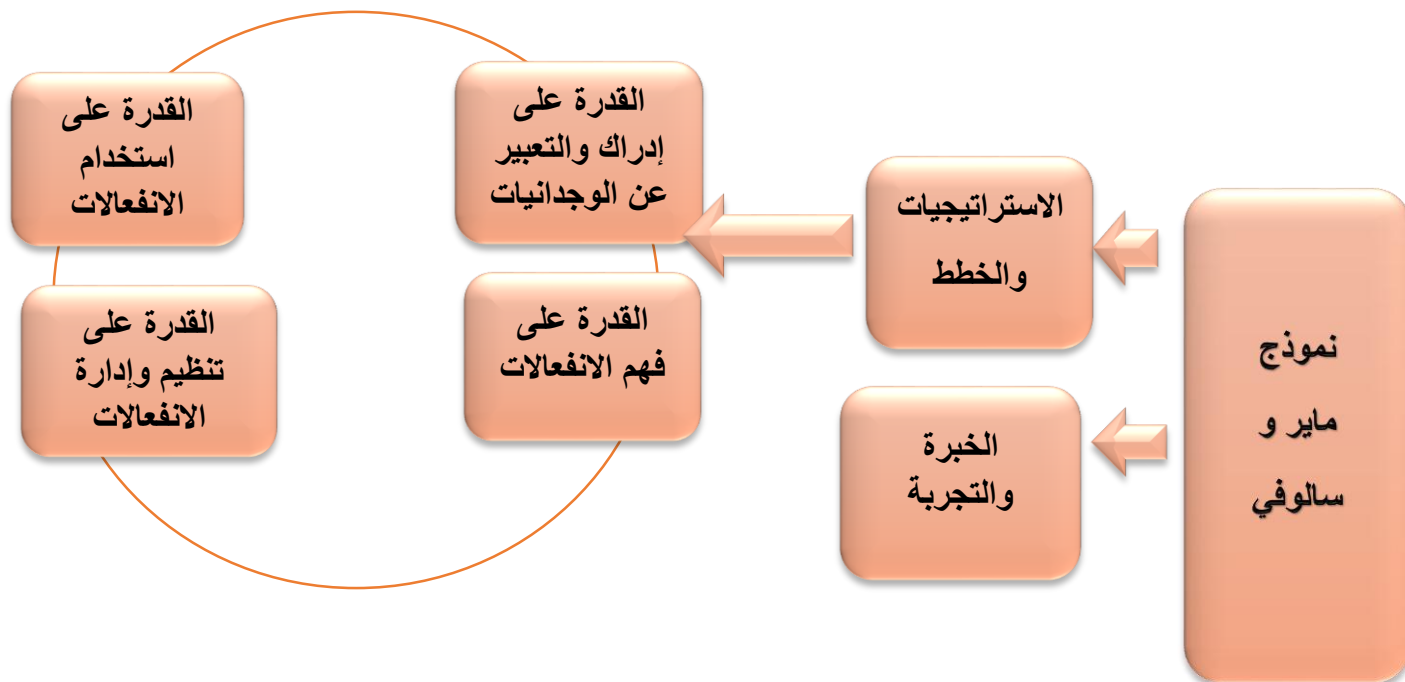 نموذج
ماير و
سالوفي
الاستراتيجيات
والخطط
الخبرة
والتجربة
القدرة على
إدراك والتعبير
عن الوجدانيات
القدرة على
فهم الانفعالات
القدرة على
استخدام
الانفعالات
القدرة على
تنظيم وإدارة
الانفعالات